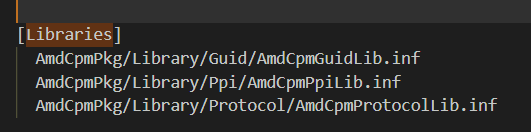 [Libraries]
AmdCpmPkg/Library/Guid/AmdCpmGuidLib.inf
AmdCpmPkg/Library/Ppi/AmdCpmPpiLib.inf
AmdCpmPkg/Library/Protocol/AmdCpmProtocolLib.inf